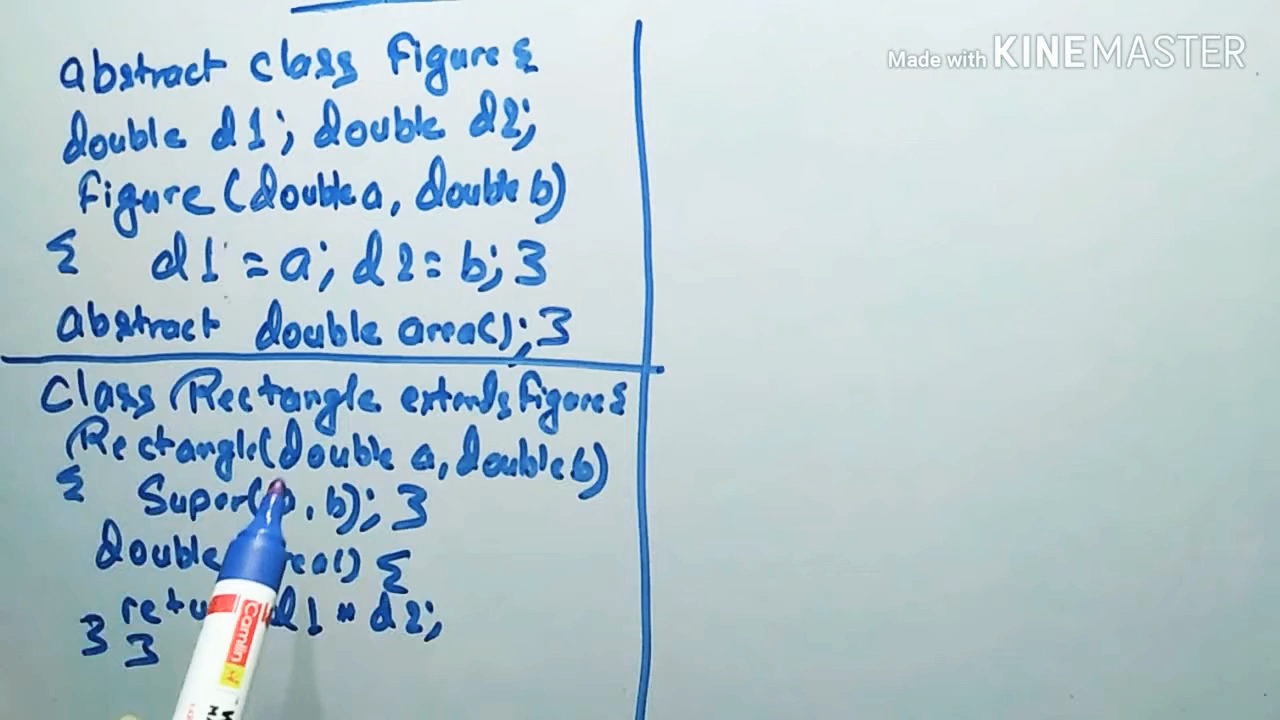 Made with KINEMASTER
abstract class Figure {
double d1; double d2;
Figure (double a, double b)
{ d1 = a; d2 = b; }
abstract double area(); }
Class Rectangle extends Figure {
Rectangle(double a, double b)
{ Super( , b); }
double () {
d1 * d2;
} }
Camlin